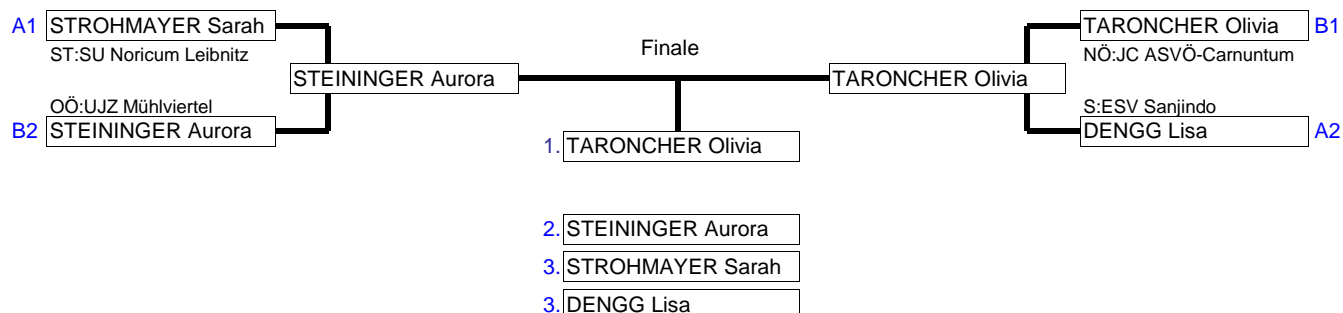 A1 STROHMAYER Sarah
ST:SU Noricum Leibnitz
STEININGER Aurora
OÖ:UJZ Mühlviertel
B2 STEININGER Aurora
Finale
TARONCHER Olivia B1
NÖ:JC ASVÖ-Carnuntum
TARONCHER Olivia
S:ESV Sanjindo
DENGG Lisa A2
1. TARONCHER Olivia
2. STEININGER Aurora
3. STROHMAYER Sarah
3. DENGG Lisa